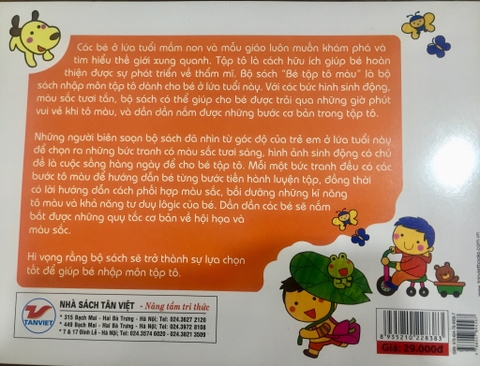 Các bé ở lứa tuổi mầm non và mẫu giáo luôn muốn khám phá và
tìm hiểu thế giới xung quanh. Tập tô là cách hữu ích giúp bé hoàn
thiện được sự phát triển về thẩm mĩ. Bộ sách "Bé tập tô màu" là bộ
sách nhập môn tập tô dành cho bé ở lứa tuổi này. Với các bức hình sinh động,
màu sắc tươi tắn, bộ sách có thể giúp cho bé được trải qua những giờ phút
vui vẻ khi tô màu, và dần dần nắm được những bước cơ bản trong tập tô.
Những người biên soạn bộ sách đã nhìn từ góc độ của trẻ em ở lứa tuổi này
để chọn ra những bức tranh có màu sắc tươi sáng, hình ảnh sinh động có chủ
đề là cuộc sống hàng ngày để cho bé tập tô. Mỗi một bức tranh đều có các
bước tô màu để hướng dẫn bé từng bước tiến hành luyện tập, đồng thời
có lời hướng dẫn cách phối hợp màu sắc, bồi dưỡng những kĩ năng
tô màu và khả năng tư duy lôgic của bé. Dần dần các bé sẽ nắm
bắt được những quy tắc cơ bản về hội họa và
màu sắc.
Hi vọng rằng bộ sách sẽ trở thành sự lựa chọn
tốt để giúp bé nhập môn tập tô.
TANVIET
NHÀ SÁCH TÂN VIỆT - Nâng tầm tri thức
* 315 Bạch Mai - Hai Bà Trưng - Hà Nội; Tel: 024.3627 2120
* 449 Bạch Mai - Hai Bà Trưng - Hà Nội; Tel: 024.3972 8108
* 7 & 17 Đinh Lễ - Hà Nội; Tel: 024.3574 6020 - 024.3621 3509
8 935210 228383
Giá: 29.000đ